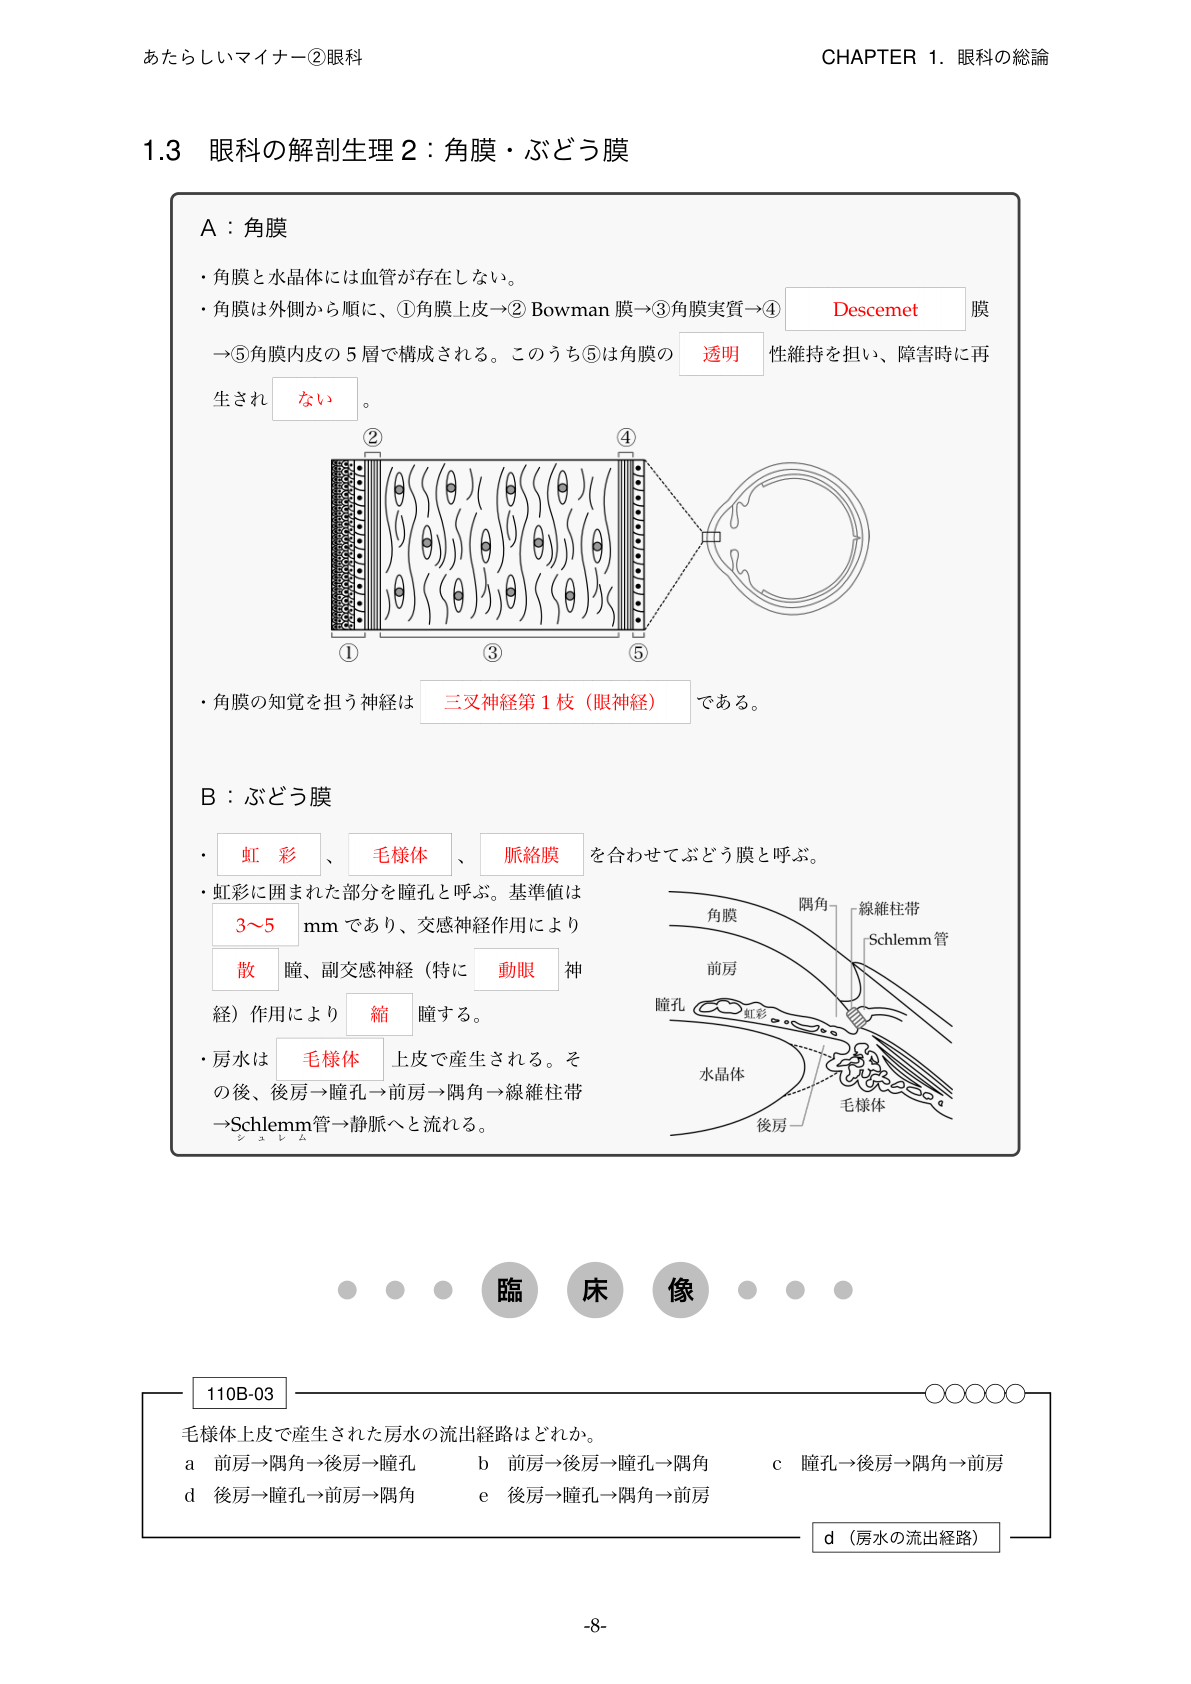 あたらしいマイナー②眼科
CHAPTER 1. 眼科の総論
1.3 眼科の解剖生理 2：角膜・ぶどう膜
A：角膜
・角膜と水晶体には血管が存在しない。
・角膜は外側から順に、①角膜上皮→② Bowman 膜→③角膜実質→④ Descemet 膜
→⑤角膜内皮の 5 層で構成される。このうち⑤は角膜の 透明 性維持を担い、障害時に再
生され ない 。
② ④
① ③ ⑤
・角膜の知覚を担う神経は 三叉神経第 1 枝（眼神経） である。
B：ぶどう膜
・ 虹 彩 、 毛様体 、 脈絡膜 を合わせてぶどう膜と呼ぶ。
・虹彩に囲まれた部分を瞳孔と呼ぶ。基準値は
3〜5 mm であり、交感神経作用により
散 瞳、副交感神経（特に 動眼 神
経）作用により 縮 瞳する。
・房水は 毛様体 上皮で産生される。そ
の後、後房→瞳孔→前房→隅角→線維柱帯
→Schlemm管→静脈へと流れる。
シュレム
角膜
隅角
線維柱帯
Schlemm管
前房
瞳孔
虹彩
水晶体
毛様体
後房
臨 床 像
110B-03
毛様体上皮で産生された房水の流出経路はどれか。
a 前房→隅角→後房→瞳孔 b 前房→後房→瞳孔→隅角 c 瞳孔→後房→隅角→前房
d 後房→瞳孔→前房→隅角 e 後房→瞳孔→隅角→前房
d （房水の流出経路）
-8-